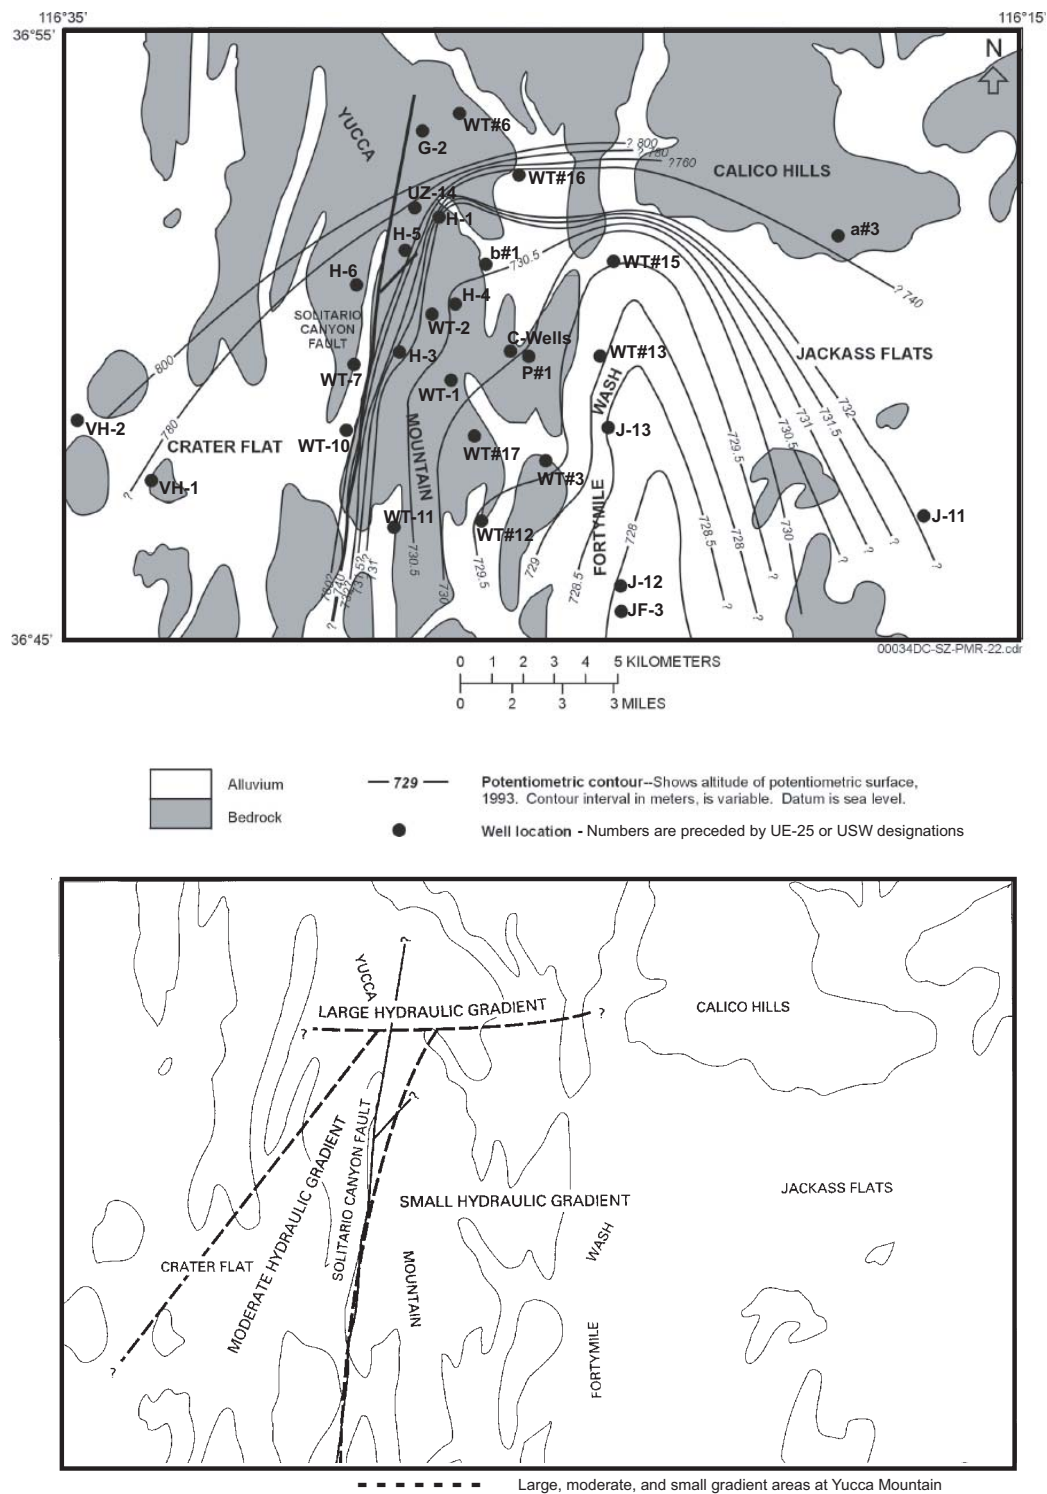 116°35'
116°15'
36°55'
N
YUCCA
WT#6
G-2
? 800
? 780
?760
CALICO HILLS
WT#16
UZ-14
H-1
a#3
H-5
b#1
730.5
WT#15
H-6
? 740
H-4
SOLITARIO
CANYON
FAULT
WT-2
C-Wells
H-3
P#1
WT#13
JACKASS FLATS
800
WT-7
WT-1
WASH
732
731.5
731
730.5
729.5
VH-2
780
MOUNTAIN
J-13
CRATER FLAT
WT-10
WT#17
WT#3
?
VH-1
FORTYMILE
WT-11
WT#12
J-11
728
728.5
728
730
?
?
?
?
730.5
729.5
729
728.5
731
?
740
730
J-12
?
?
?
JF-3
?
36°45'
00034DC-SZ-PMR-22.cdr
0 1 2 3 4 5 KILOMETERS
0 2 3 3 MILES
Alluvium
Bedrock
729
Potentiometric contour--Shows altitude of potentiometric surface,
1993. Contour interval in meters, is variable. Datum is sea level.
Well location - Numbers are preceded by UE-25 or USW designations
?
YUCCA
LARGE HYDRAULIC GRADIENT
?
?
CALICO HILLS
?
MODERATE HYDRAULIC GRADIENT
SOLITARIO CANYON FAULT
SMALL HYDRAULIC GRADIENT
JACKASS FLATS
WASH
CRATER FLAT
MOUNTAIN
FORTYMILE
?
Large, moderate, and small gradient areas at Yucca Mountain